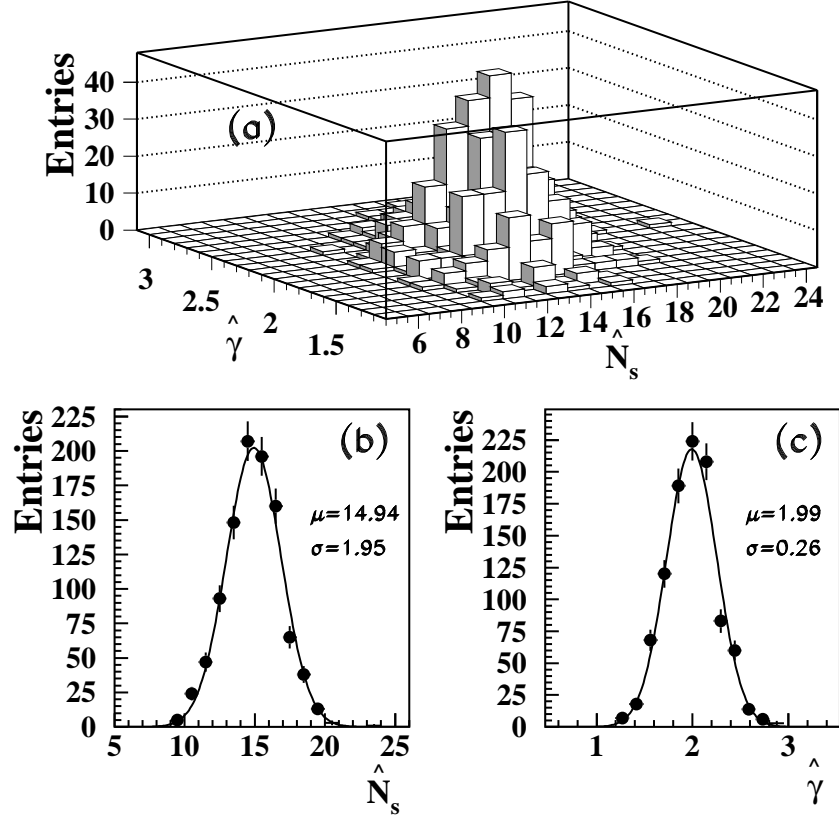 Entries
(a)
40
30
20
10
0
3
2.5
2
1.5
γ̂
6 8 10 12 14 16 18 20 22 24
N̂s
Entries
(b)
225
200
175
150
125
100
75
50
25
0
μ=14.94
σ=1.95
5 10 15 20 25
N̂s
Entries
(c)
225
200
175
150
125
100
75
50
25
0
μ=1.99
σ=0.26
1 2 3
γ̂